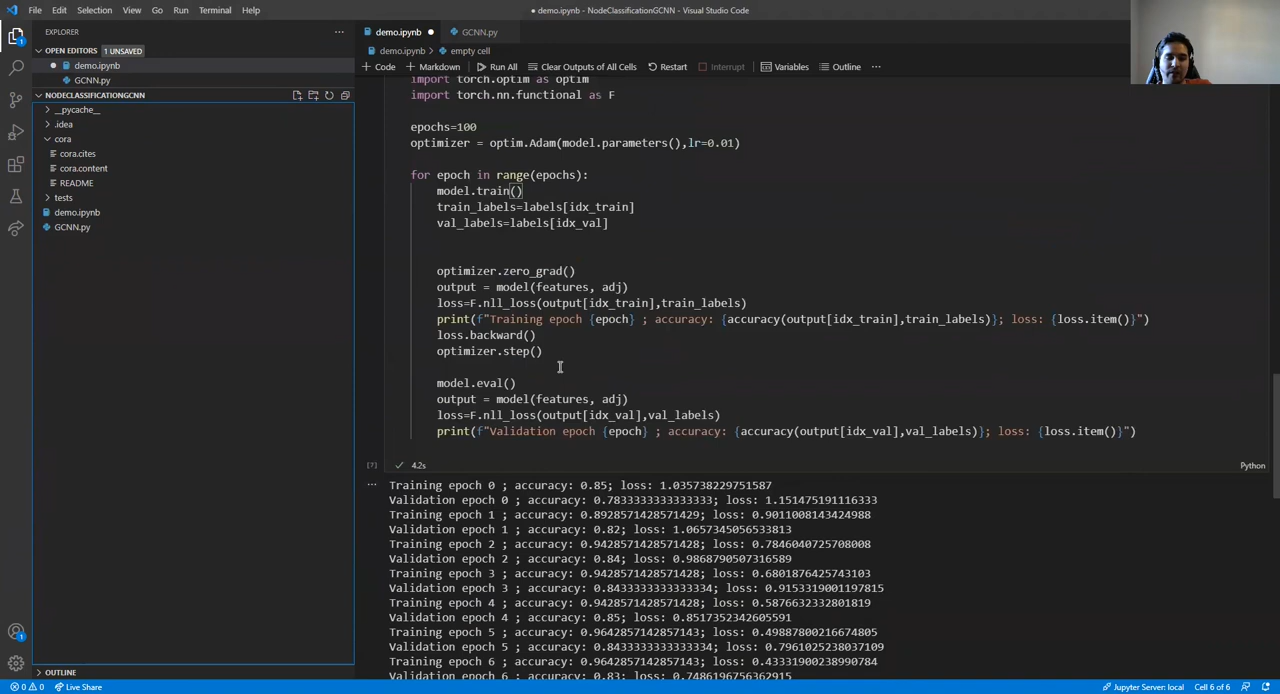 File Edit Selection View Go Run Terminal Help
demo.ipynb - NodeClassificationGCNN - Visual Studio Code
EXPLORER
OPEN EDITORS 1 UNSAVED
demo.ipynb
GCNN.py
NODECLASSIFICATIONGCNN
__pycache__
.idea
cora
cora.cites
cora.content
README
tests
demo.ipynb
GCNN.py
OUTLINE
demo.ipynb GCNN.py
demo.ipynb > empty cell
+ Code + Markdown Run All Clear Outputs of All Cells Restart Interrupt Variables Outline ...
import torch.optim as optim
import torch.nn.functional as F
epochs=100
optimizer = optim.Adam(model.parameters(),lr=0.01)
for epoch in range(epochs):
model.train()
train_labels=labels[idx_train]
val_labels=labels[idx_val]
optimizer.zero_grad()
output = model(features, adj)
loss=F.nll_loss(output[idx_train],train_labels)
print(f"Training epoch {epoch} ; accuracy: {accuracy(output[idx_train],train_labels)}; loss: {loss.item()}")
loss.backward()
optimizer.step()
model.eval()
output = model(features, adj)
loss=F.nll_loss(output[idx_val],val_labels)
print(f"Validation epoch {epoch} ; accuracy: {accuracy(output[idx_val],val_labels)}; loss: {loss.item()}")
[7] 4.2s Python
Training epoch 0 ; accuracy: 0.85; loss: 1.035738229751587
Validation epoch 0 ; accuracy: 0.7833333333333333; loss: 1.151475191116333
Training epoch 1 ; accuracy: 0.8928571428571429; loss: 0.9011008143424988
Validation epoch 1 ; accuracy: 0.82; loss: 1.0657345056533813
Training epoch 2 ; accuracy: 0.9428571428571428; loss: 0.7846040725708008
Validation epoch 2 ; accuracy: 0.84; loss: 0.9868790507316589
Training epoch 3 ; accuracy: 0.9428571428571428; loss: 0.6801876425743103
Validation epoch 3 ; accuracy: 0.8433333333333334; loss: 0.9153319001197815
Training epoch 4 ; accuracy: 0.9428571428571428; loss: 0.5876632332801819
Validation epoch 4 ; accuracy: 0.85; loss: 0.8517352342605591
Training epoch 5 ; accuracy: 0.9642857142857143; loss: 0.49887800216674805
Validation epoch 5 ; accuracy: 0.8433333333333334; loss: 0.7961025238037109
Training epoch 6 ; accuracy: 0.9642857142857143; loss: 0.43331900238990784
Validation epoch 6 ; accuracy: 0.83; loss: 0.7486196756362915
0 0 Live Share
Jupyter Server: local Cell 6 of 6